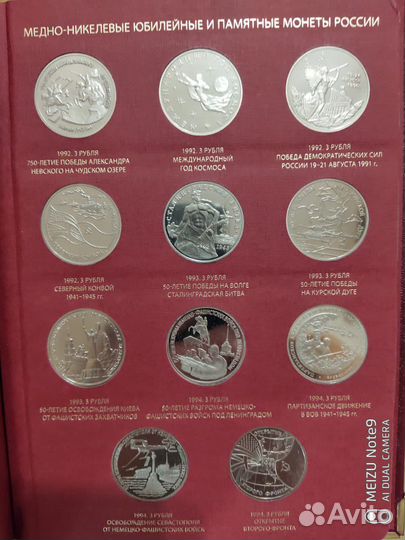 МЕДНО-НИКЕЛЕВЫЕ ЮБИЛЕЙНЫЕ И ПАМЯТНЫЕ МОНЕТЫ РОССИИ
1992. 3 РУБЛЯ
750-ЛЕТИЕ ПОБЕДЫ АЛЕКСАНДРА
НЕВСКОГО НА ЧУДСКОМ ОЗЕРЕ
1992. 3 РУБЛЯ
МЕЖДУНАРОДНЫЙ
ГОД КОСМОСА
1992. 3 РУБЛЯ
ПОБЕДА ДЕМОКРАТИЧЕСКИХ СИЛ
РОССИИ 19-21 АВГУСТА 1991 г.
1992. 3 РУБЛЯ
СЕВЕРНЫЙ КОНВОЙ
1941-1945 гг.
1993. 3 РУБЛЯ
50-ЛЕТИЕ ПОБЕДЫ НА ВОЛГЕ
СТАЛИНГРАДСКАЯ БИТВА
1993. 3 РУБЛЯ
50-ЛЕТИЕ ПОБЕДЫ
НА КУРСКОЙ ДУГЕ
1993. 3 РУБЛЯ
50-ЛЕТИЕ ОСВОБОЖДЕНИЯ КИЕВА
ОТ ФАШИСТСКИХ ЗАХВАТЧИКОВ
1994. 3 РУБЛЯ
50-ЛЕТИЕ РАЗГРОМА НЕМЕЦКО-
ФАШИСТСКИХ ВОЙСК ПОД ЛЕНИНГРАДОМ
1994. 3 РУБЛЯ
ПАРТИЗАНСКОЕ ДВИЖЕНИЕ
В ВОВ 1941-1945 гг.
1994. 3 РУБЛЯ
ОСВОБОЖДЕНИЕ СЕВАСТОПОЛЯ
ОТ НЕМЕЦКО-ФАШИСТСКИХ ВОЙСК
1994. 3 РУБЛЯ
ОТКРЫТИЕ
ВТОРОГО ФРОНТА
MEIZU Note9
AI DUAL CAMERA
Avito